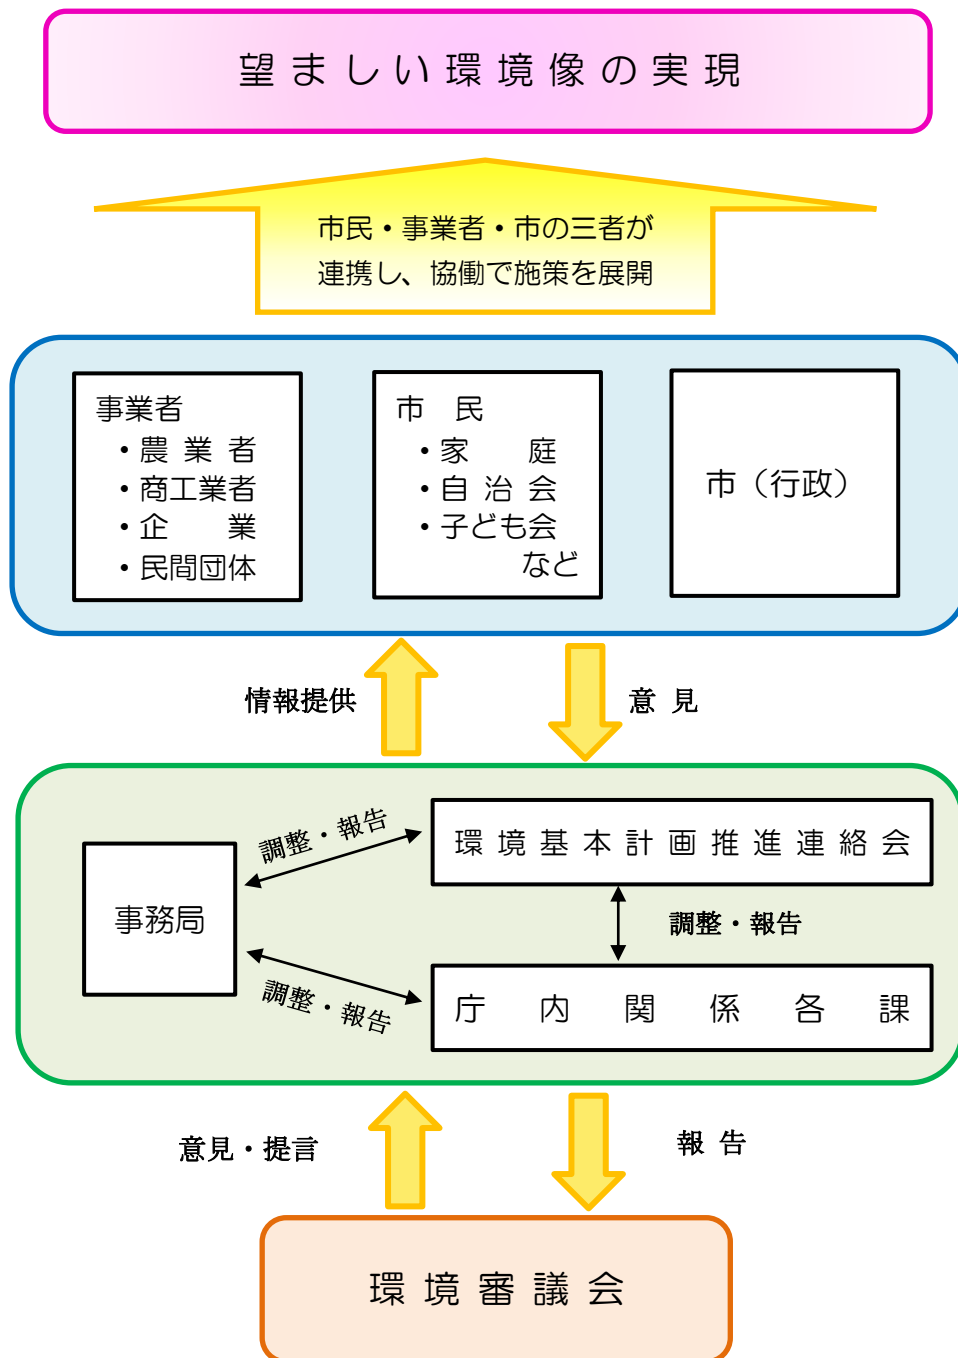 望ましい環境像の実現
市民・事業者・市の三者が
連携し、協働で施策を展開
事業者
・農業者
・商工業者
・企　業
・民間団体
市　民
・家　庭
・自治会
・子ども会
など
市（行政）
情報提供
意見
調整・報告
環境基本計画推進連絡会
事務局
調整・報告
調整・報告
庁内関係各課
意見・提言
報告
環境審議会